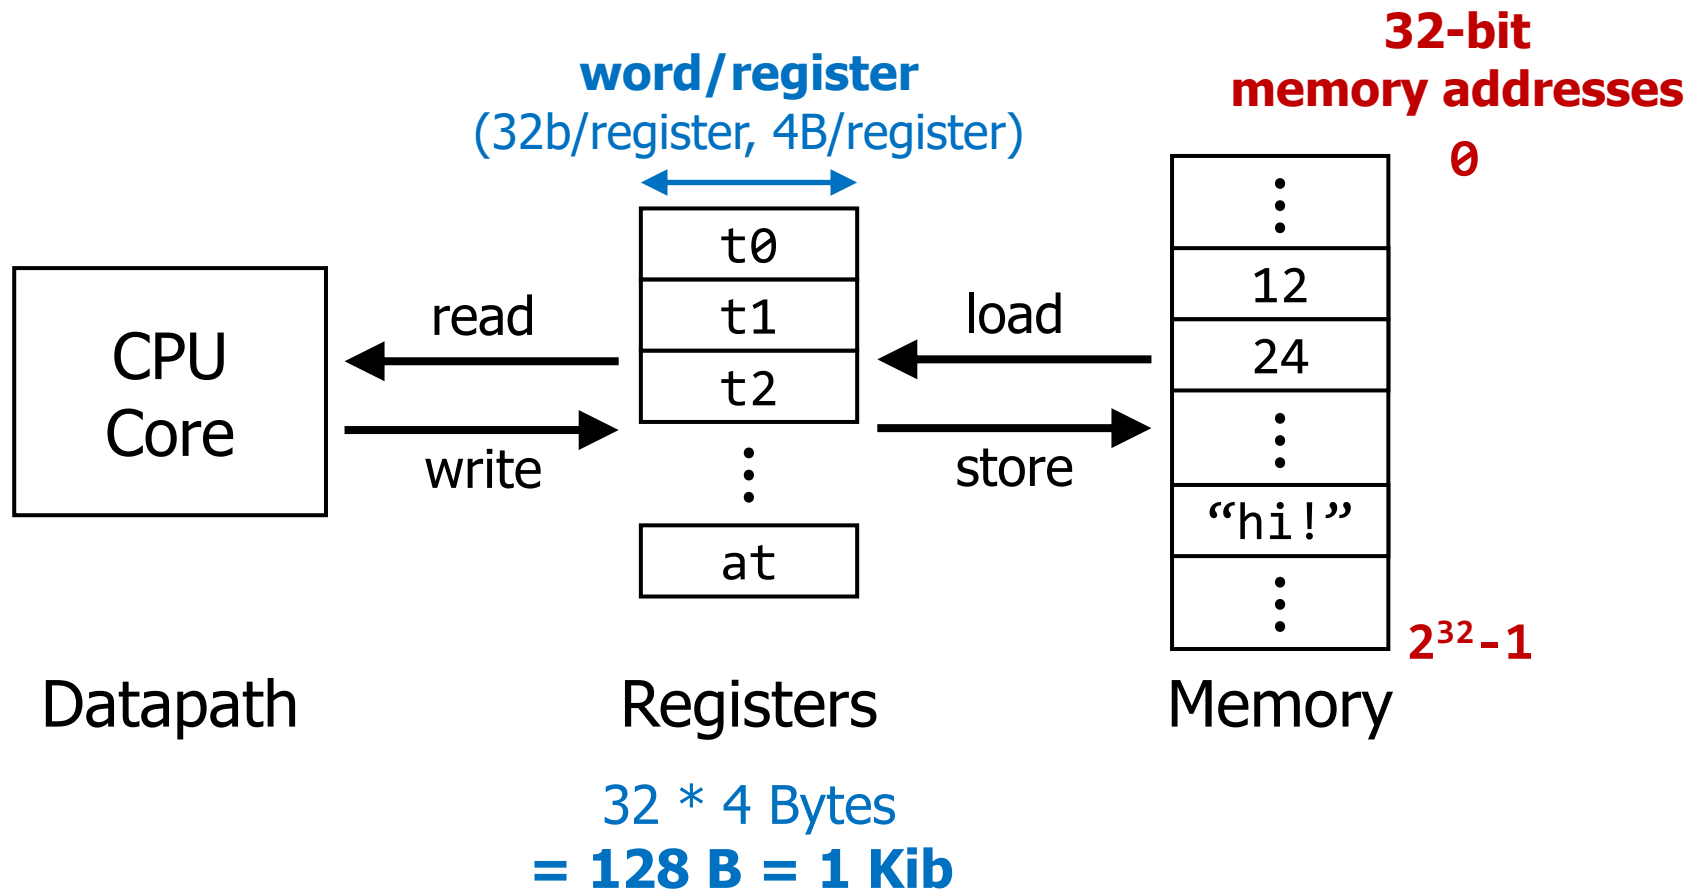 32-bit
memory addresses
word/register
(32b/register, 4B/register)
0
t0
t1
t2
⋮
at
CPU
Core
read
write
load
store
⋮
12
24
⋮
“hi!”
⋮
2³²-1
Datapath
Registers
Memory
32 * 4 Bytes
= 128 B = 1 Kib